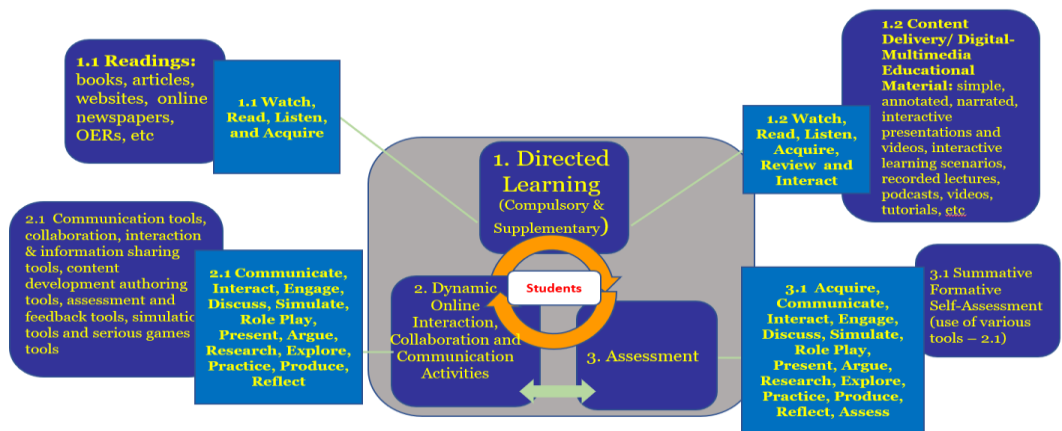 1.1 Readings:
books, articles,
websites, online
newspapers,
OERs, etc
1.1 Watch,
Read, Listen,
and Acquire
1.2 Content
Delivery/ Digital-
Multimedia
Educational
Material: simple,
annotated, narrated,
interactive
presentations and
videos, interactive
learning scenarios,
recorded lectures,
podcasts, videos,
tutorials, etc
1.2 Watch,
Read, Listen,
Acquire,
Review and
Interact
1. Directed
Learning
(Compulsory &
Supplementary)
Students
2.1 Communication tools,
collaboration, interaction
& information sharing
tools, content
development authoring
tools, assessment and
feedback tools, simulation
tools and serious games
tools
2.1 Communicate,
Interact, Engage,
Discuss, Simulate,
Role Play,
Present, Argue,
Research, Explore,
Practice, Produce,
Reflect
2. Dynamic
Online
Interaction,
Collaboration and
Communication
Activities
3. Assessment
3.1 Acquire,
Communicate,
Interact, Engage,
Discuss, Simulate,
Role Play,
Present, Argue,
Research, Explore,
Practice, Produce,
Reflect, Assess
3.1 Summative
Formative
Self-Assessment
(use of various
tools – 2.1)